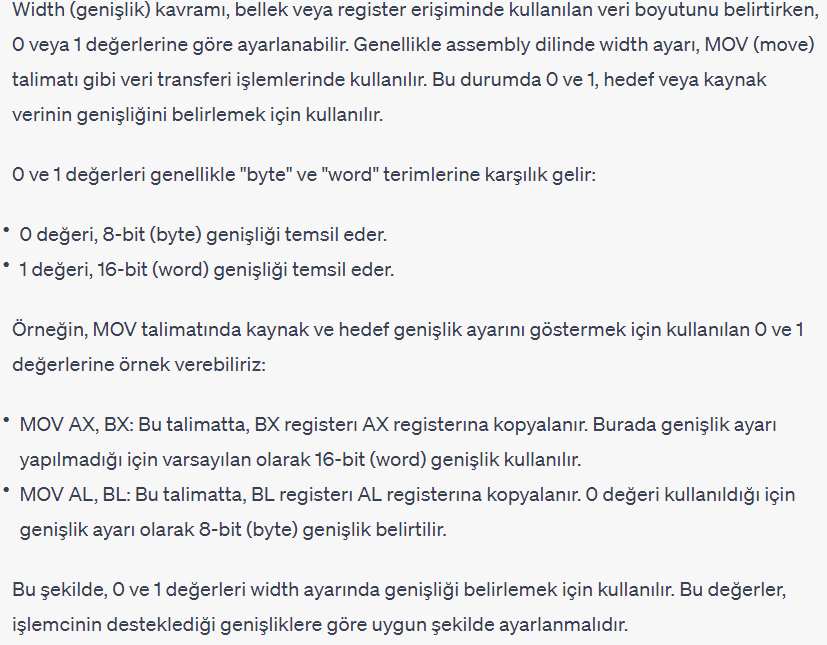 Width (genişlik) kavramı, bellek veya register erişiminde kullanılan veri boyutunu belirtirken,
0 veya 1 değerlerine göre ayarlanabilir. Genellikle assembly dilinde width ayarı, MOV (move)
talimatı gibi veri transferi işlemlerinde kullanılır. Bu durumda 0 ve 1, hedef veya kaynak
verinin genişliğini belirlemek için kullanılır.
0 ve 1 değerleri genellikle "byte" ve "word" terimlerine karşılık gelir:
• 0 değeri, 8-bit (byte) genişliği temsil eder.
• 1 değeri, 16-bit (word) genişliği temsil eder.
Örneğin, MOV talimatında kaynak ve hedef genişlik ayarını göstermek için kullanılan 0 ve 1
değerlerine örnek verebiliriz:
• MOV AX, BX: Bu talimatta, BX registerı AX registerına kopyalanır. Burada genişlik ayarı
yapılmadığı için varsayılan olarak 16-bit (word) genişlik kullanılır.
• MOV AL, BL: Bu talimatta, BL registerı AL registerına kopyalanır. 0 değeri kullanıldığı için
genişlik ayarı olarak 8-bit (byte) genişlik belirtilir.
Bu şekilde, 0 ve 1 değerleri width ayarında genişliği belirlemek için kullanılır. Bu değerler,
işlemcinin desteklediği genişliklere göre uygun şekilde ayarlanmalıdır.